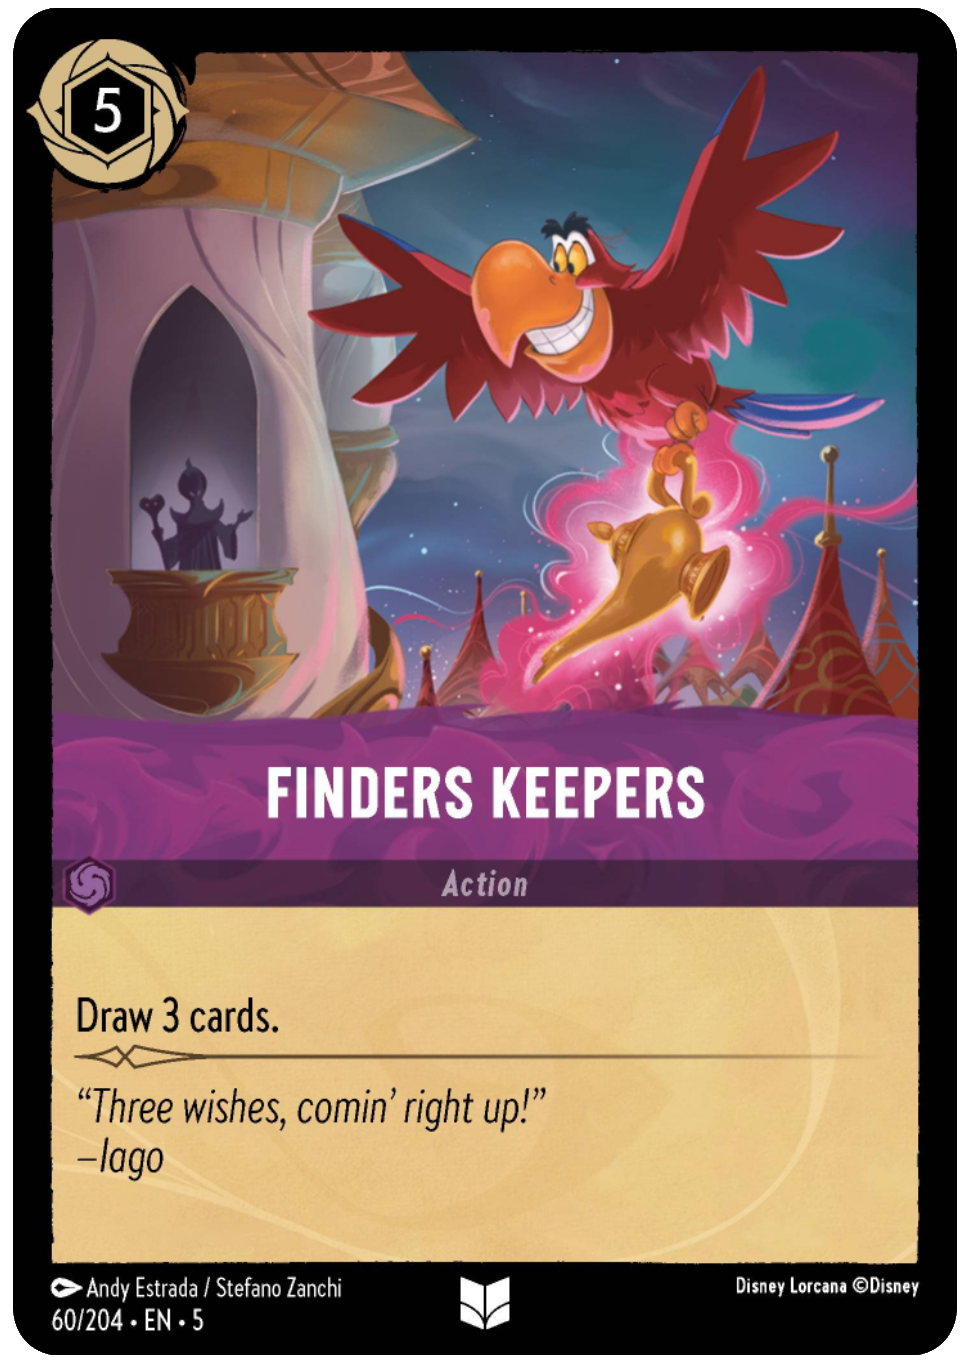 5
FINDERS KEEPERS
Action
Draw 3 cards.
“Three wishes, comin’ right up!”
–Iago
Andy Estrada / Stefano Zanchi
60/204 • EN • 5
Disney Lorcana ©Disney